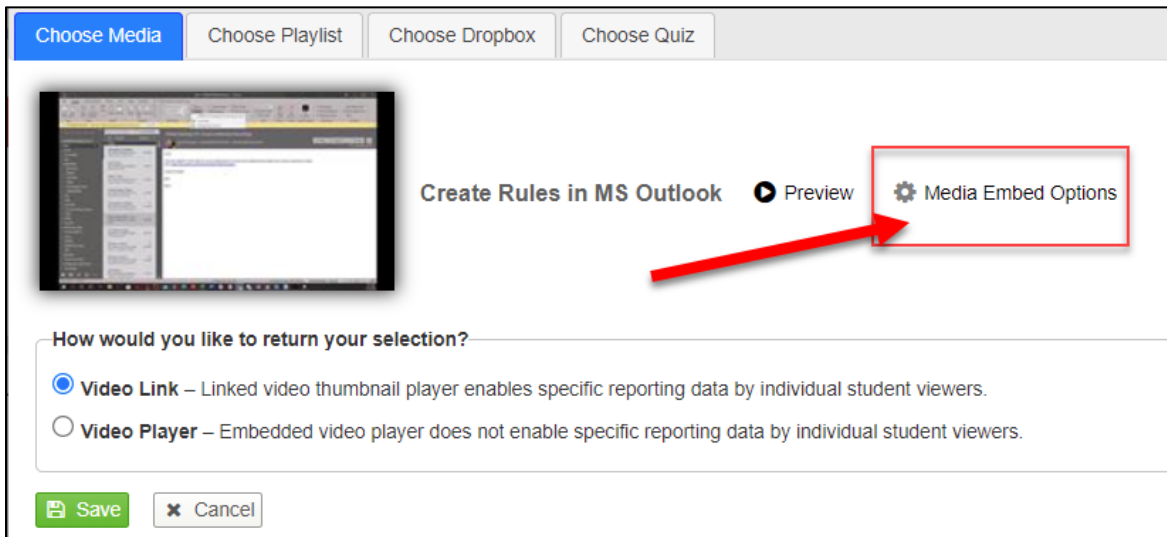 Choose Media Choose Playlist Choose Dropbox Choose Quiz
Create Rules in MS Outlook Preview Media Embed Options
How would you like to return your selection?
Video Link – Linked video thumbnail player enables specific reporting data by individual student viewers.
Video Player – Embedded video player does not enable specific reporting data by individual student viewers.
Save Cancel